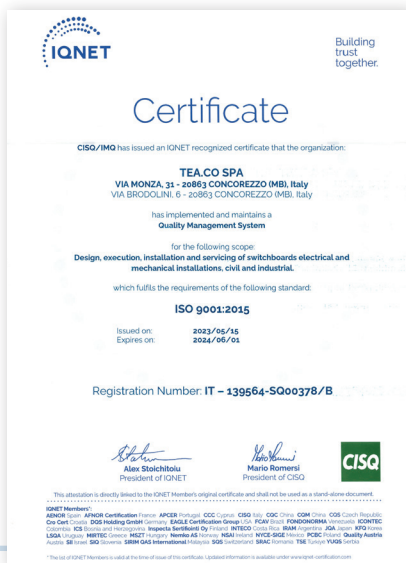 IQNET
Building
trust
together.
Certificate
CISQ/IMQ has issued an IQNET recognized certificate that the organization:
TEA.CO SPA
VIA MONZA, 31 - 20863 CONCOREZZO (MB), Italy
VIA BRODOLINI, 6 - 20863 CONCOREZZO (MB), Italy
has implemented and maintains a
Quality Management System
for the following scope:
Design, execution, installation and servicing of switchboards electrical and
mechanical installations, civil and industrial.
which fulfils the requirements of the following standard:
ISO 9001:2015
Issued on: 2023/05/15
Expires on: 2024/06/01
Registration Number: IT – 139564-SQ00378/B
Alex Stoichitoiu
President of IQNET
Mario Romersi
President of CISQ
CISQ
This attestation is directly linked to the IQNET Member's original certificate and shall not be used as a stand-alone document.
IQNET Members*:
AENOR Spain AFNOR Certification France APCER Portugal CCC Cyprus CISQ Italy CQC China CQM China CQS Czech Republic
Cro Cert Croatia DQS Holding GmbH Germany EAGLE Certification Group USA FCAV Brazil FONDONORMA Venezuela ICONTEC
Colombia ICS Bosnia and Herzegovina Inspecta Sertifiointi Oy Finland INTECO Costa Rica IRAM Argentina JQA Japan KFQ Korea
LSQA Uruguay MIRTEC Greece MSZT Hungary Nemko AS Norway NSAI Ireland NYCE-SIGE Mexico PCBC Poland Quality Austria
Austria SII Israel SIQ Slovenia SIRIM QAS International Malaysia SQS Switzerland SRAC Romania TSE Türkiye YUQS Serbia
* The list of IQNET Members is valid at the time of issue of this certificate. Updated information is available under www.iqnet-certification.com